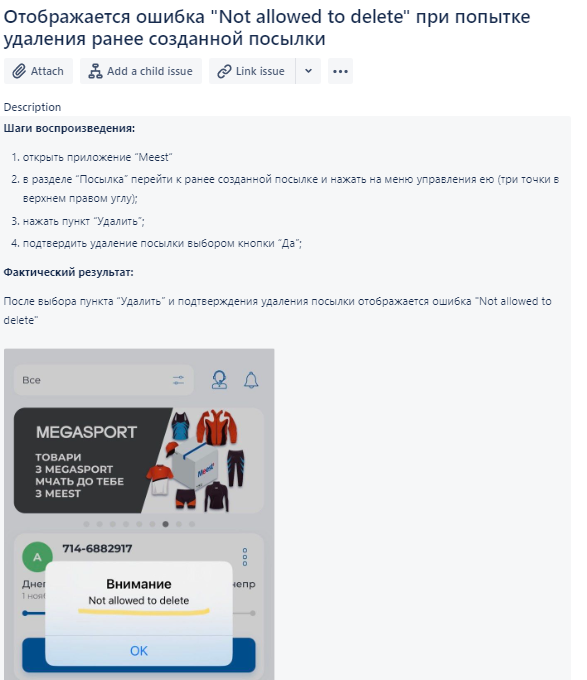 Отображается ошибка "Not allowed to delete" при попытке
удаления ранее созданной посылки
Attach
Add a child issue
Link issue
Description
Шаги воспроизведения:
1. открыть приложение “Meest”
2. в разделе “Посылка” перейти к ранее созданной посылке и нажать на меню управления ею (три точки в
верхнем правом углу);
3. нажать пункт “Удалить”;
4. подтвердить удаление посылки выбором кнопки “Да”;
Фактический результат:
После выбора пункта “Удалить” и подтверждения удаления посылки отображается ошибка "Not allowed to
delete"
Все
MEGASPORT
ТОВАРИ
З MEGASPORT
МЧАТЬ ДО ТЕБЕ
З MEEST
Meest
А
714-6882917
Внимание
Not allowed to delete
OK